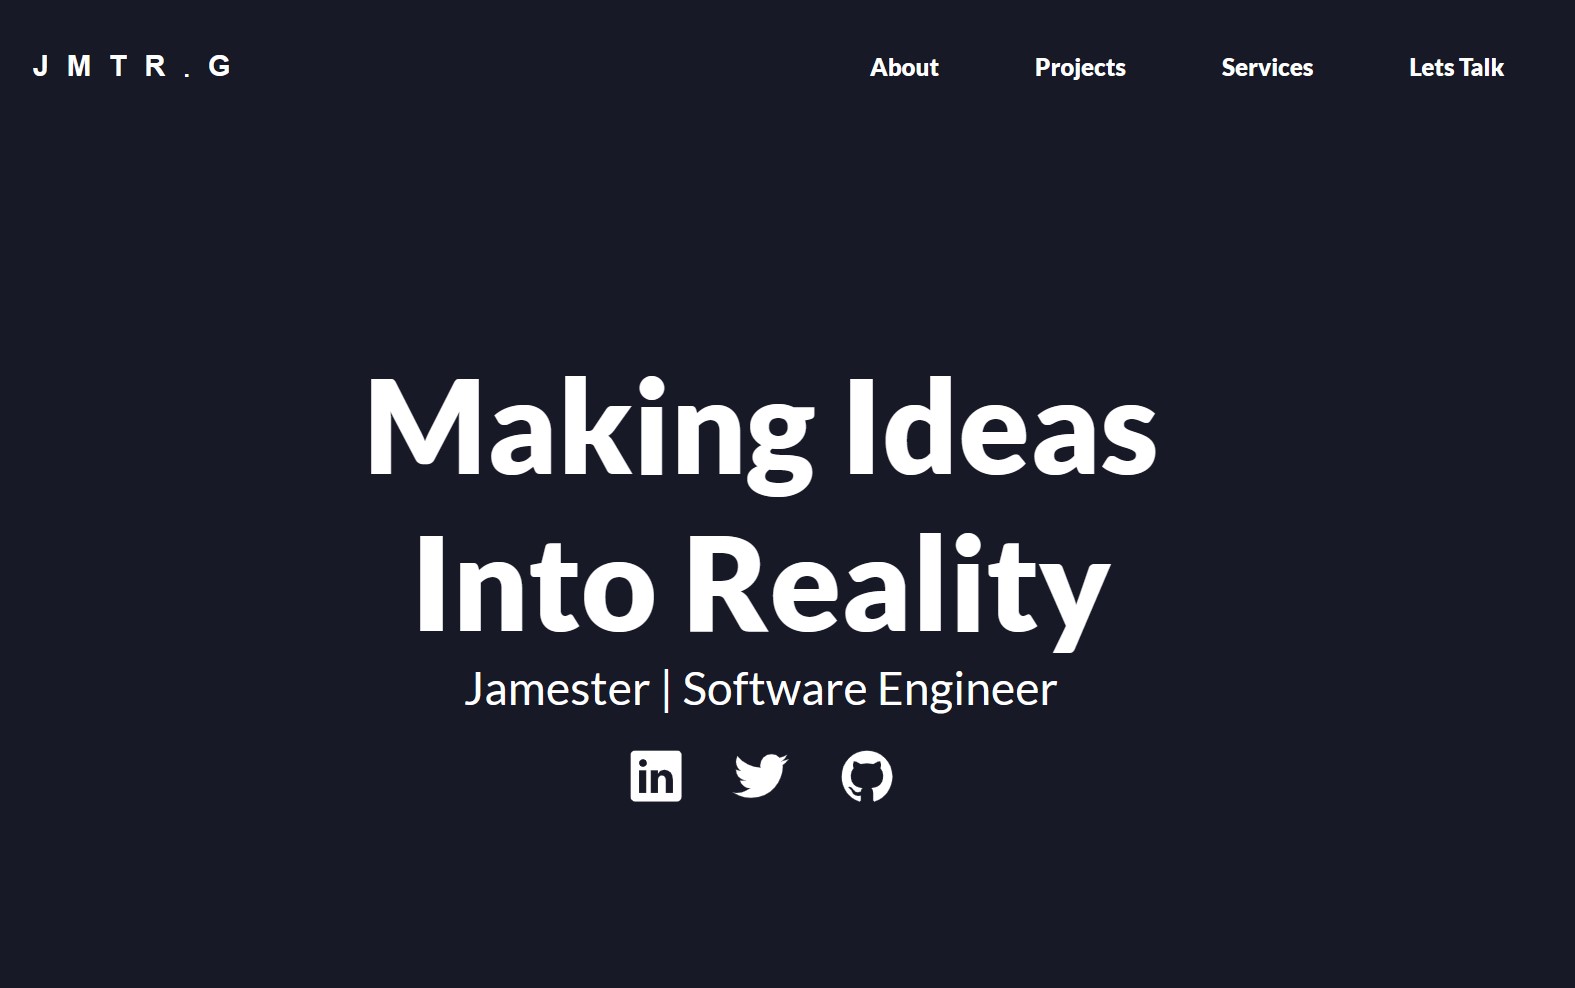 J M T R . G
About Projects Services Lets Talk
Making Ideas
Into Reality
Jamester | Software Engineer
in